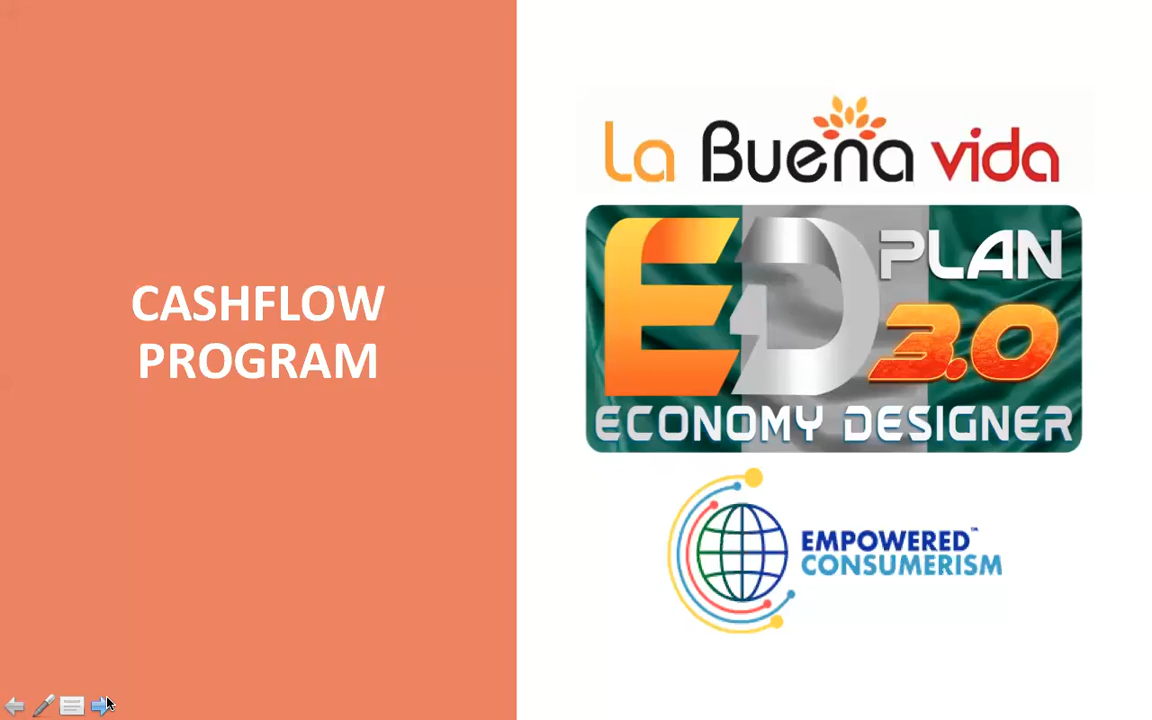 CASHFLOW
PROGRAM
La Buena vida
ED PLAN
3.0
ECONOMY DESIGNER
EMPOWERED™
CONSUMERISM